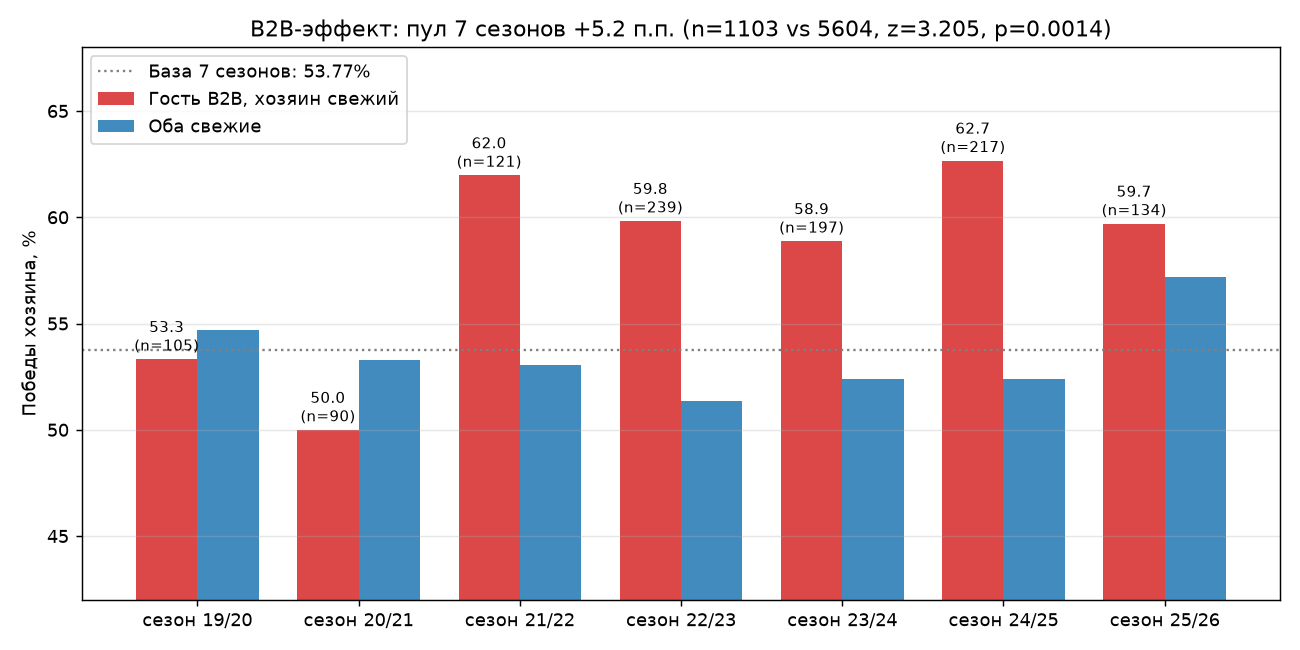 B2B-эффект: пул 7 сезонов +5.2 п.п. (n=1103 vs 5604, z=3.205, p=0.0014)
База 7 сезонов: 53.77%
Гость B2B, хозяин свежий
Оба свежие
Победы хозяина, %
65
60
55
50
45
53.3
(n=105)
50.0
(n=90)
62.0
(n=121)
59.8
(n=239)
58.9
(n=197)
62.7
(n=217)
59.7
(n=134)
сезон 19/20
сезон 20/21
сезон 21/22
сезон 22/23
сезон 23/24
сезон 24/25
сезон 25/26